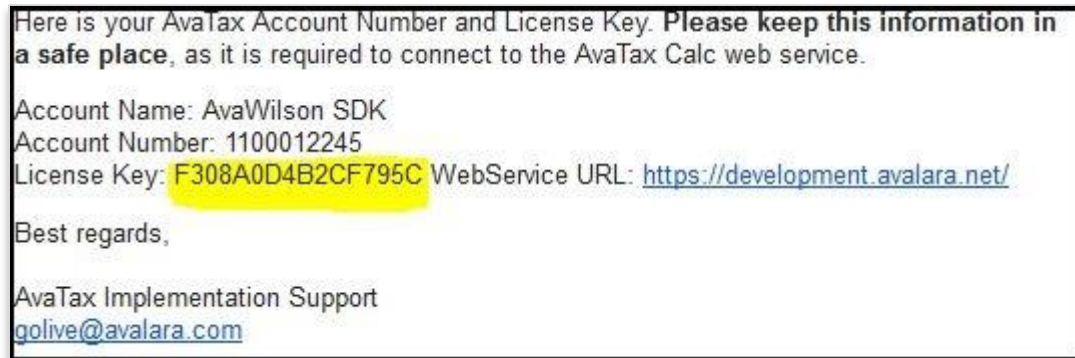 Here is your AvaTax Account Number and License Key. Please keep this information in
a safe place, as it is required to connect to the AvaTax Calc web service.
Account Name: AvaWilson SDK
Account Number: 1100012245
License Key: F308A0D4B2CF795C WebService URL: https://development.avalara.net/
Best regards,
AvaTax Implementation Support
golive@avalara.com